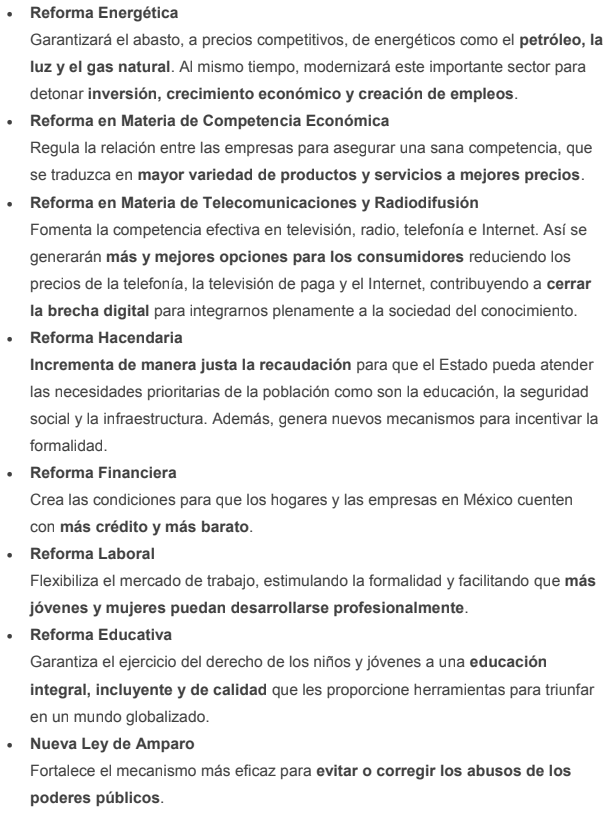 • Reforma Energética
Garantizará el abasto, a precios competitivos, de energéticos como el petróleo, la
luz y el gas natural. Al mismo tiempo, modernizará este importante sector para
detonar inversión, crecimiento económico y creación de empleos.
• Reforma en Materia de Competencia Económica
Regula la relación entre las empresas para asegurar una sana competencia, que
se traduzca en mayor variedad de productos y servicios a mejores precios.
• Reforma en Materia de Telecomunicaciones y Radiodifusión
Fomenta la competencia efectiva en televisión, radio, telefonía e Internet. Así se
generarán más y mejores opciones para los consumidores reduciendo los
precios de la telefonía, la televisión de paga y el Internet, contribuyendo a cerrar
la brecha digital para integrarnos plenamente a la sociedad del conocimiento.
• Reforma Hacendaria
Incrementa de manera justa la recaudación para que el Estado pueda atender
las necesidades prioritarias de la población como son la educación, la seguridad
social y la infraestructura. Además, genera nuevos mecanismos para incentivar la
formalidad.
• Reforma Financiera
Crea las condiciones para que los hogares y las empresas en México cuenten
con más crédito y más barato.
• Reforma Laboral
Flexibiliza el mercado de trabajo, estimulando la formalidad y facilitando que más
jóvenes y mujeres puedan desarrollarse profesionalmente.
• Reforma Educativa
Garantiza el ejercicio del derecho de los niños y jóvenes a una educación
integral, incluyente y de calidad que les proporcione herramientas para triunfar
en un mundo globalizado.
• Nueva Ley de Amparo
Fortalece el mecanismo más eficaz para evitar o corregir los abusos de los
poderes públicos.